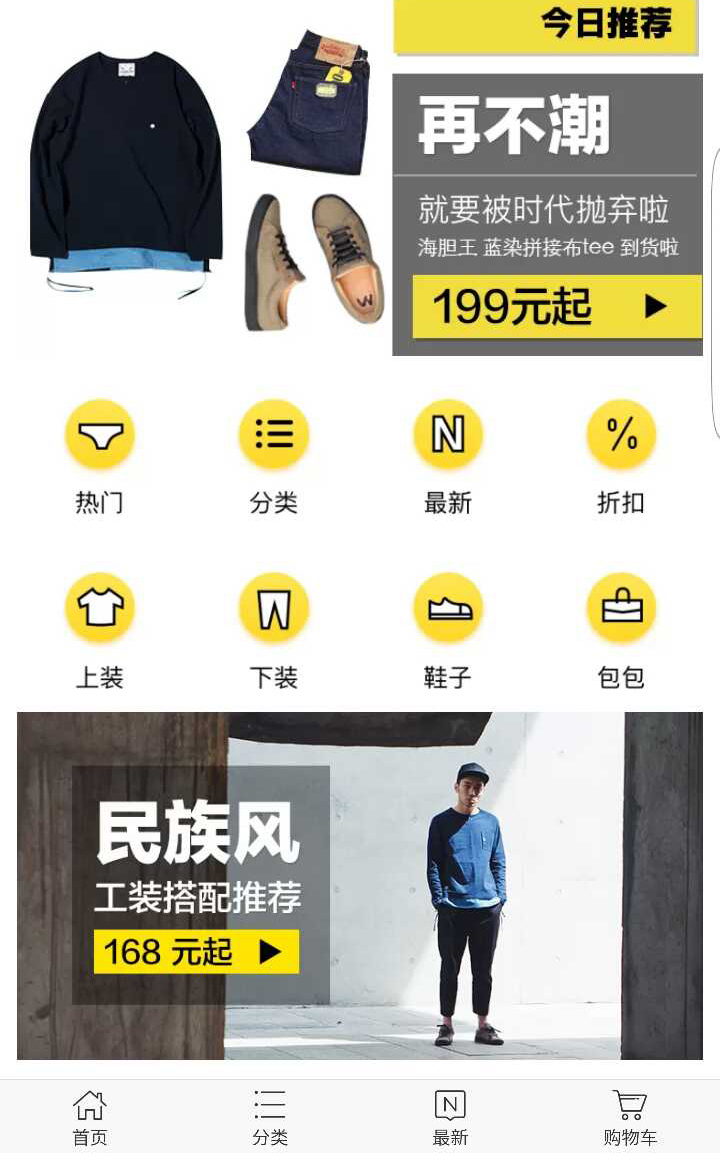 今日推荐
再不潮
就要被时代抛弃啦
海胆王 蓝染拼接布tee 到货啦
199元起
热门
分类
N
最新
%
折扣
上装
下装
鞋子
包包
民族风
工装搭配推荐
168 元起
首页
分类
N
最新
购物车